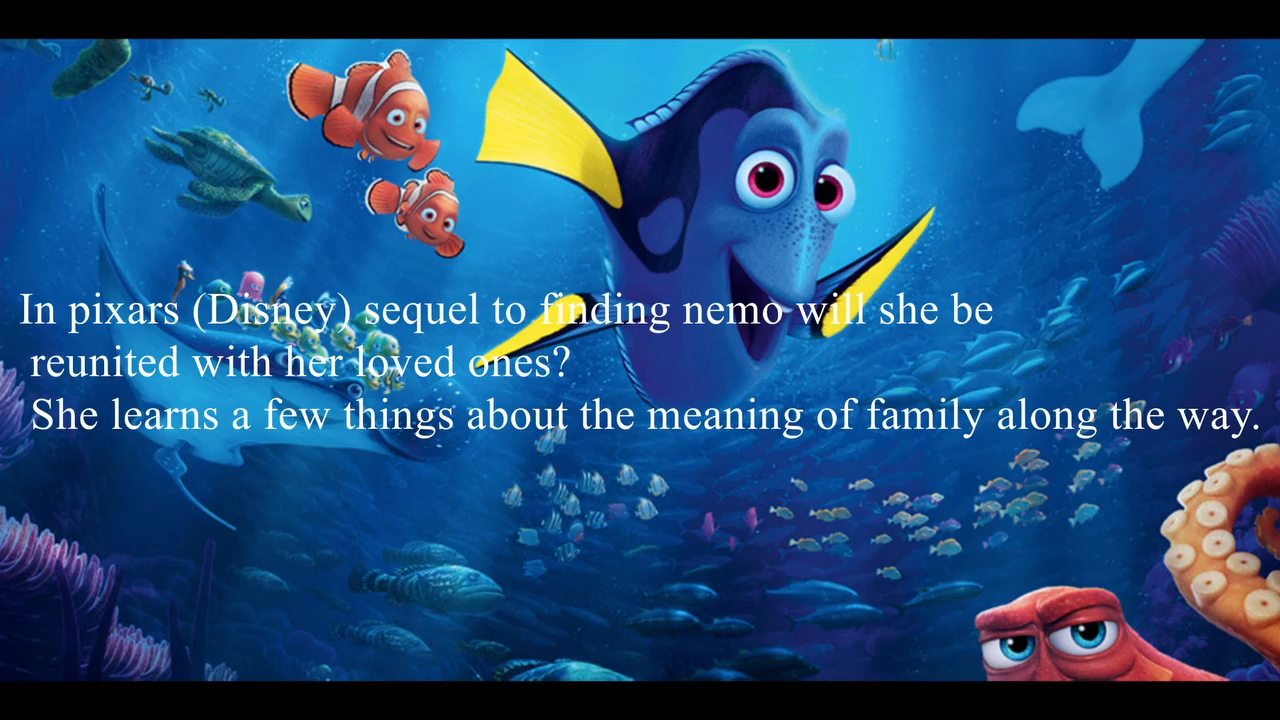 In pixars (Disney) sequel to finding nemo will she be
reunited with her loved ones?
She learns a few things about the meaning of family along the way.